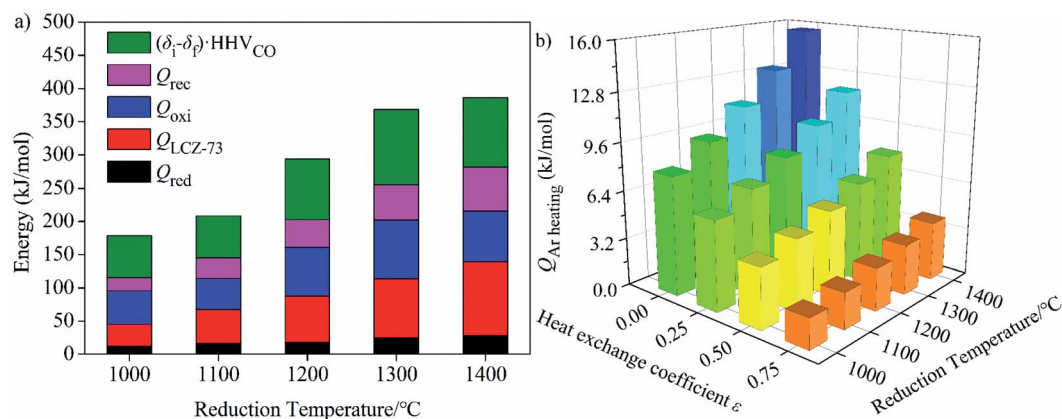 a)
500
450
400
350
300
250
200
150
100
50
0
Energy (kJ/mol)
(δi-δf)·HHVCO
Qrec
Qoxi
QLCZ-73
Qred
1000 1100 1200 1300 1400
Reduction Temperature/°C
b)
16.0
12.8
9.6
6.4
3.2
0.0
QAr heating (kJ/mol)
0.00
0.25
0.50
0.75
Heat exchange coefficient ε
1000
1100
1200
1300
1400
Reduction Temperature/°C